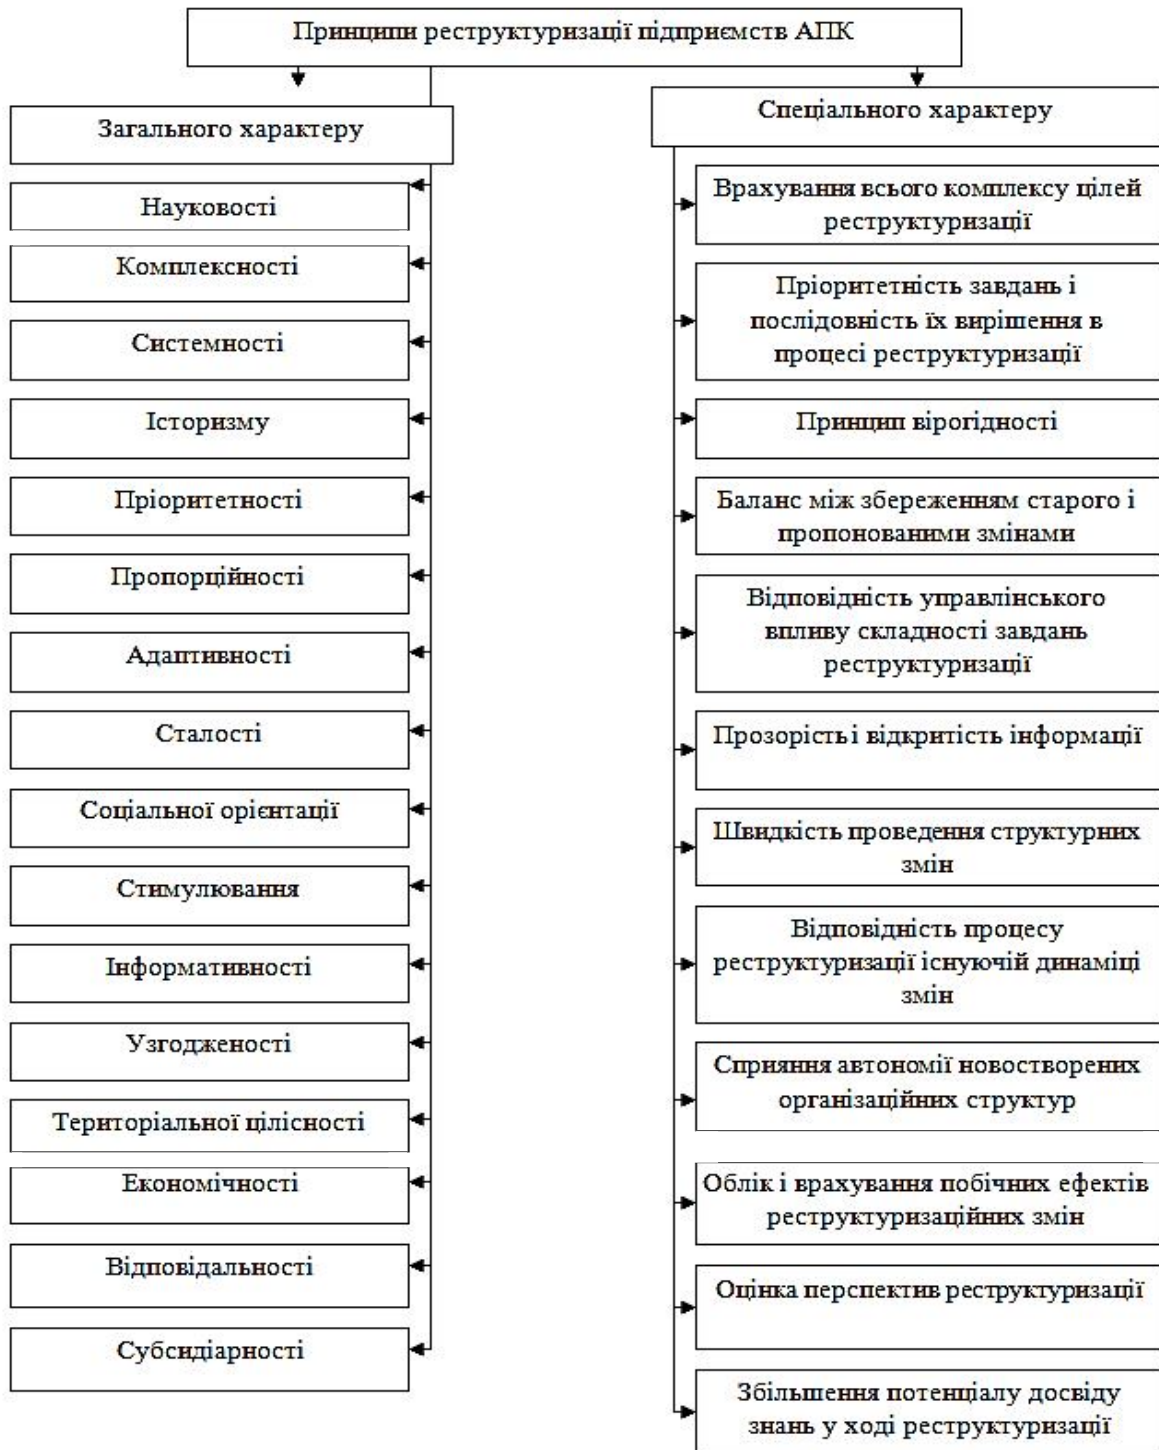 Принципи реструктуризації підприємств АПК
Загального характеру
Науковості
Комплексності
Системності
Історизму
Пріоритетності
Пропорційності
Адаптивності
Сталості
Соціальної орієнтації
Стимулювання
Інформативності
Узгодженості
Територіальної цілісності
Економічності
Відповідальності
Субсидіарності
Спеціального характеру
Врахування всього комплексу цілей
реструктуризації
Пріоритетність завдань і
послідовність їх вирішення в
процесі реструктуризації
Принцип вірогідності
Баланс між збереженням старого і
пропонованими змінами
Відповідність управлінського
впливу складності завдань
реструктуризації
Прозорість і відкритість інформації
Швидкість проведення структурних
змін
Відповідність процесу
реструктуризації існуючій динаміці
змін
Сприяння автономії новостворених
організаційних структур
Облік і врахування побічних ефектів
реструктуризаційних змін
Оцінка перспектив реструктуризації
Збільшення потенціалу досвіду
знань у ході реструктуризації